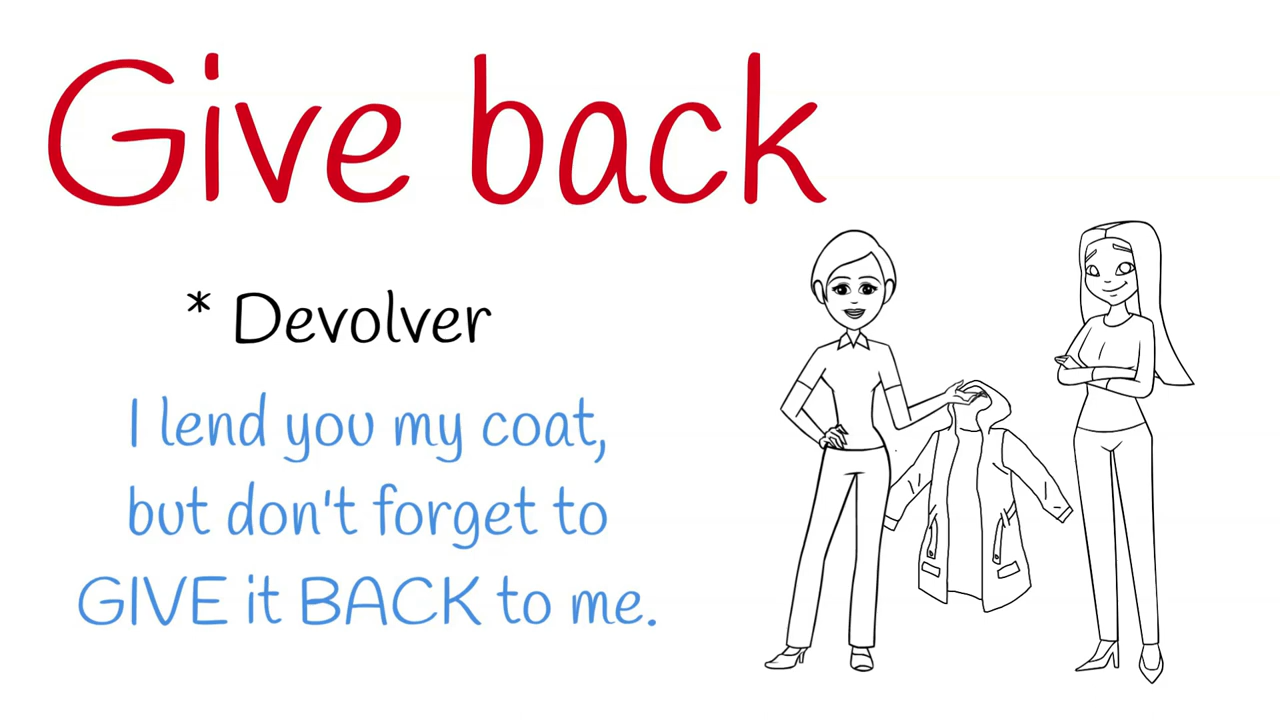 Give back
* Devolver
I lend you my coat,
but don't forget to
GIVE it BACK to me.